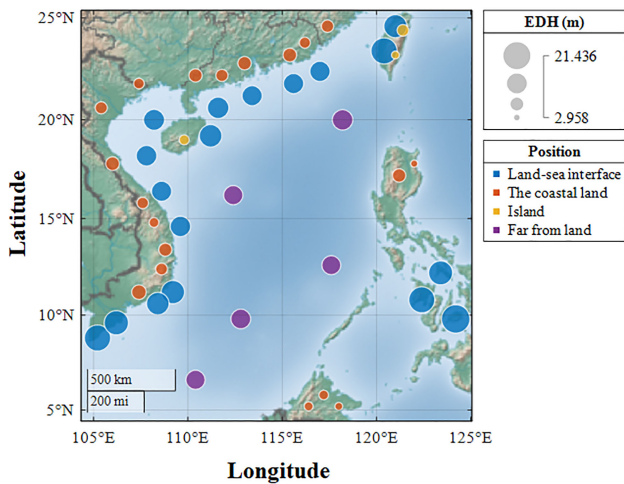 25°N
20°N
15°N
10°N
5°N
Latitude
500 km
200 mi
105°E
110°E
115°E
120°E
125°E
Longitude
EDH (m)
21.436
2.958
Position
Land-sea interface
The coastal land
Island
Far from land